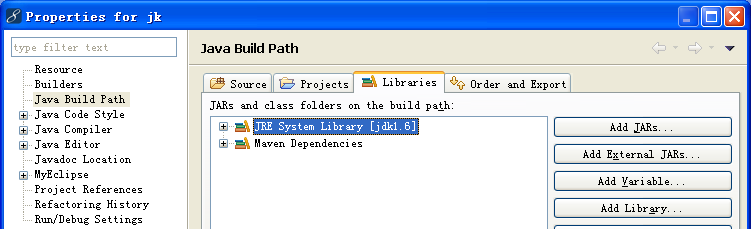 Properties for jk
type filter text
Resource
Builders
Java Build Path
Java Code Style
Java Compiler
Java Editor
Javadoc Location
MyEclipse
Project References
Refactoring History
Run/Debug Settings
Java Build Path
Source Projects Libraries Order and Export
JARs and class folders on the build path:
JRE System Library [jdk1.6]
Maven Dependencies
Add JARs...
Add External JARs...
Add Variable...
Add Library...